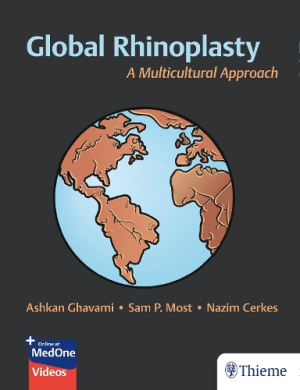 Global Rhinoplasty
A Multicultural Approach
Ashkan Ghavami • Sam P. Most • Nazim Cerkes
+ Online at
MedOne
Videos
Thieme